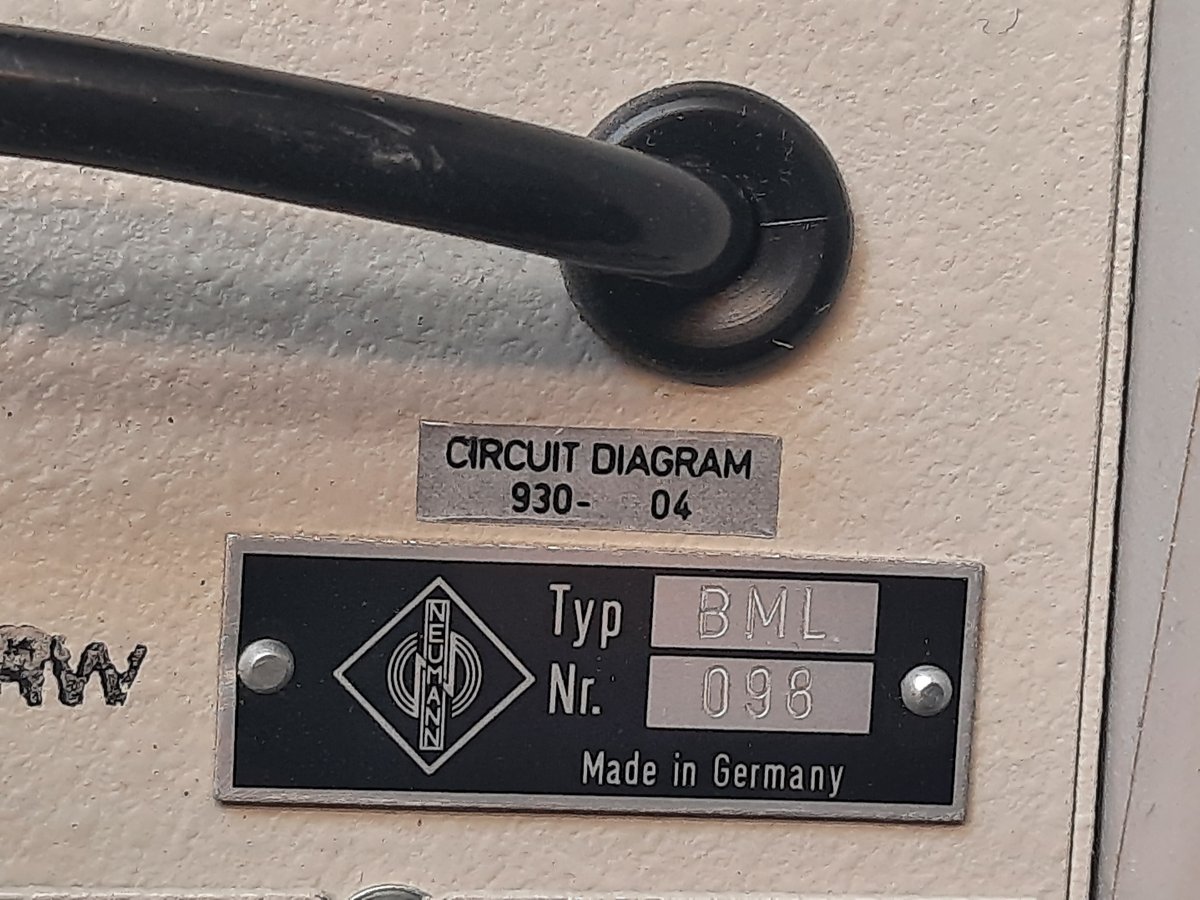 CIRCUIT DIAGRAM
930- 04
NEUMANN
Typ BML
Nr. 098
Made in Germany